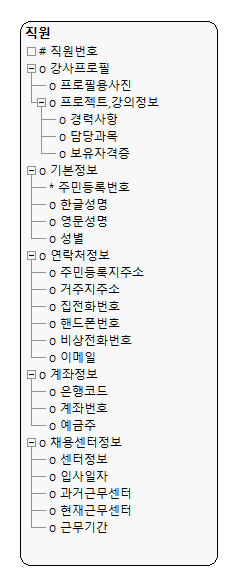 직원
# 직원번호
o 강사프로필
o 프로필용사진
o 프로젝트,강의정보
o 경력사항
o 담당과목
o 보유자격증
o 기본정보
* 주민등록번호
o 한글성명
o 영문성명
o 성별
o 연락처정보
o 주민등록지주소
o 거주지주소
o 집전화번호
o 핸드폰번호
o 비상전화번호
o 이메일
o 계좌정보
o 은행코드
o 계좌번호
o 예금주
o 채용센터정보
o 센터정보
o 입사일자
o 과거근무센터
o 현재근무센터
o 근무기간